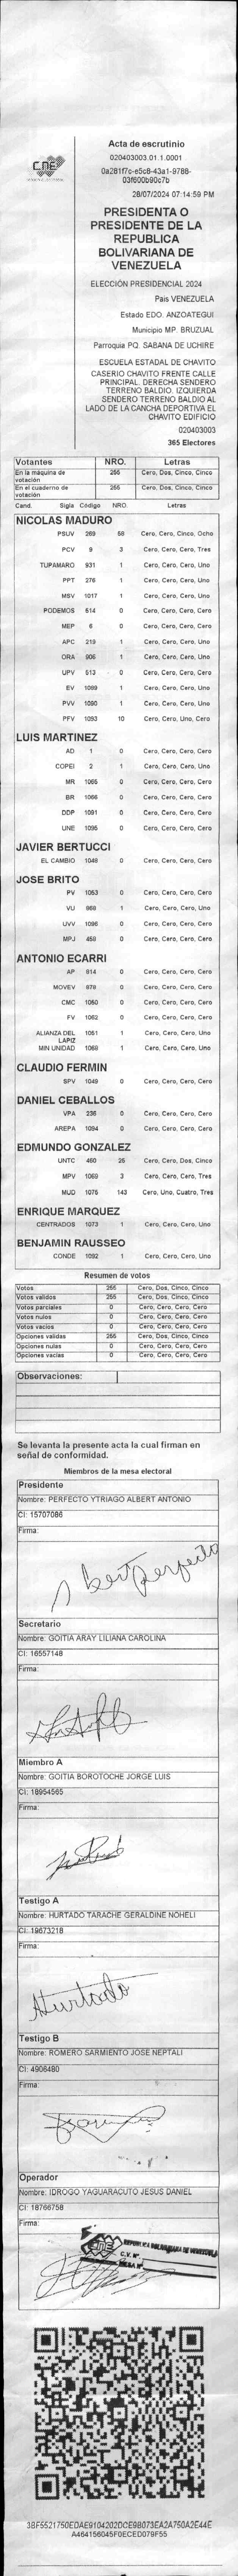 CNE
Acta de escrutinio
020403003.01.1.0001
0a281f7c-e5c8-43a1-9788-
03f600b90c7b
28/07/2024 07:14:59 PM
PRESIDENTA O
PRESIDENTE DE LA
REPUBLICA
BOLIVARIANA DE
VENEZUELA
ELECCIÓN PRESIDENCIAL 2024
Pais VENEZUELA
Estado EDO. ANZOATEGUI
Municipio MP. BRUZUAL
Parroquia PQ. SABANA DE UCHIRE
ESCUELA ESTADAL DE CHAVITO
CASERIO CHAVITO FRENTE CALLE
PRINCIPAL. DERECHA SENDERO
TERRENO BALDIO. IZQUIERDA
SENDERO TERRENO BALDIO AL
LADO DE LA CANCHA DEPORTIVA EL
CHAVITO EDIFICIO
020403003
365 Electores
Votantes NRO. Letras
En la máquina de votación 255 Cero, Dos, Cinco, Cinco
En el cuaderno de votación 255 Cero, Dos, Cinco, Cinco
Cand. Sigla Código NRO. Letras
NICOLAS MADURO
PSUV 269 58 Cero, Cero, Cinco, Ocho
PCV 9 3 Cero, Cero, Cero, Tres
TUPAMARO 931 1 Cero, Cero, Cero, Uno
PPT 276 1 Cero, Cero, Cero, Uno
MSV 1017 1 Cero, Cero, Cero, Uno
PODEMOS 614 0 Cero, Cero, Cero, Cero
MEP 6 0 Cero, Cero, Cero, Cero
APC 219 1 Cero, Cero, Cero, Uno
ORA 906 1 Cero, Cero, Cero, Uno
UPV 513 0 Cero, Cero, Cero, Cero
EV 1099 1 Cero, Cero, Cero, Uno
PVV 1090 1 Cero, Cero, Cero, Uno
PFV 1093 10 Cero, Cero, Uno, Cero
LUIS MARTINEZ
AD 1 0 Cero, Cero, Cero, Cero
COPEI 2 1 Cero, Cero, Cero, Uno
MR 1065 0 Cero, Cero, Cero, Cero
BR 1066 0 Cero, Cero, Cero, Cero
DDP 1091 0 Cero, Cero, Cero, Cero
UNE 1095 0 Cero, Cero, Cero, Cero
JAVIER BERTUCCI
EL CAMBIO 1048 0 Cero, Cero, Cero, Cero
JOSE BRITO
PV 1053 0 Cero, Cero, Cero, Cero
VU 868 1 Cero, Cero, Cero, Uno
UVV 1096 0 Cero, Cero, Cero, Cero
MPJ 458 0 Cero, Cero, Cero, Cero
ANTONIO ECARRI
AP 814 0 Cero, Cero, Cero, Cero
MOVEV 878 0 Cero, Cero, Cero, Cero
CMC 1050 0 Cero, Cero, Cero, Cero
FV 1052 0 Cero, Cero, Cero, Cero
ALIANZA DEL LAPIZ 1051 1 Cero, Cero, Cero, Uno
MIN UNIDAD 1068 1 Cero, Cero, Cero, Uno
CLAUDIO FERMIN
SPV 1049 0 Cero, Cero, Cero, Cero
DANIEL CEBALLOS
VPA 236 0 Cero, Cero, Cero, Cero
AREPA 1094 0 Cero, Cero, Cero, Cero
EDMUNDO GONZALEZ
UNTC 460 25 Cero, Cero, Dos, Cinco
MPV 1069 3 Cero, Cero, Cero, Tres
MUD 1075 143 Cero, Uno, Cuatro, Tres
ENRIQUE MARQUEZ
CENTRADOS 1073 1 Cero, Cero, Cero, Uno
BENJAMIN RAUSSEO
CONDE 1092 1 Cero, Cero, Cero, Uno
Resumen de votos
Votos 255 Cero, Dos, Cinco, Cinco
Votos validos 255 Cero, Dos, Cinco, Cinco
Votos parciales 0 Cero, Cero, Cero, Cero
Votos nulos 0 Cero, Cero, Cero, Cero
Votos vacios 0 Cero, Cero, Cero, Cero
Opciones validas 255 Cero, Dos, Cinco, Cinco
Opciones nulas 0 Cero, Cero, Cero, Cero
Opciones vacias 0 Cero, Cero, Cero, Cero
Observaciones:
Se levanta la presente acta la cual firman en
señal de conformidad.
Miembros de la mesa electoral
Presidente
Nombre: PERFECTO YTRIAGO ALBERT ANTONIO
CI: 15707086
Firma:
Albert perfecto
Secretario
Nombre: GOITIA ARAY LILIANA CAROLINA
CI: 16557148
Firma:
Miembro A
Nombre: GOITIA BOROTOCHE JORGE LUIS
CI: 18954565
Firma:
Testigo A
Nombre: HURTADO TARACHE GERALDINE NOHELI
CI: 19673218
Firma:
Hurtado
Testigo B
Nombre: ROMERO SARMIENTO JOSE NEPTALI
CI: 4906480
Firma:
Operador
Nombre: IDROGO YAGUARACUTO JESUS DANIEL
CI: 18766758
Firma:
CNE
REPUBLICA BOLIVARIANA DE VENEZUELA
C.V. Nº
MESA Nº
3BF5521750EDAE9104202DCE9B073EA2A750A2E44E
A464156045F0ECED079F55